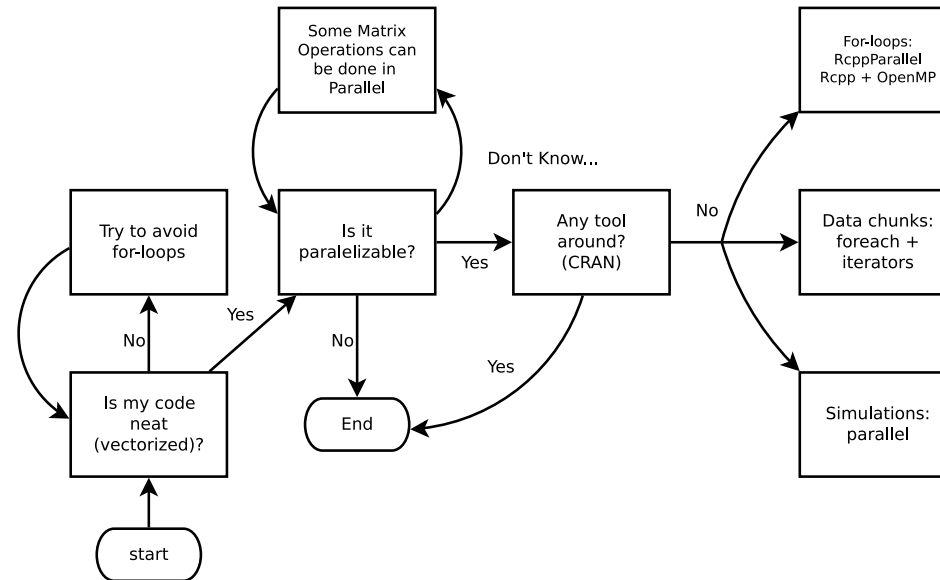 Some Matrix
Operations can
be done in
Parallel
For-loops:
RcppParallel
Rcpp + OpenMP
Don't Know...
Try to avoid
for-loops
Is it
paralelizable?
Any tool
around?
(CRAN)
No
Data chunks:
foreach +
iterators
Yes
Yes
No
No
Yes
Is my code
neat
(vectorized)?
End
Simulations:
parallel
start